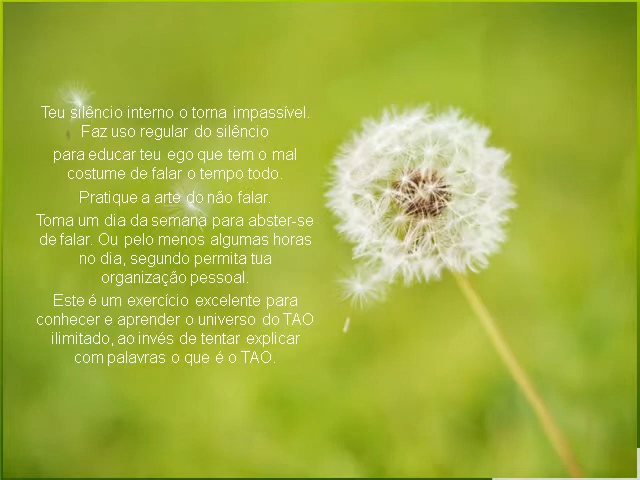 Teu silêncio interno o torna impassível.
Faz uso regular do silêncio
para educar teu ego que tem o mal
costume de falar o tempo todo.
Pratique a arte do não falar.
Toma um dia da semana para abster-se
de falar. Ou pelo menos algumas horas
no dia, segundo permita tua
organização pessoal.
Este é um exercício excelente para
conhecer e aprender o universo do TAO
ilimitado, ao invés de tentar explicar
com palavras o que é o TAO.